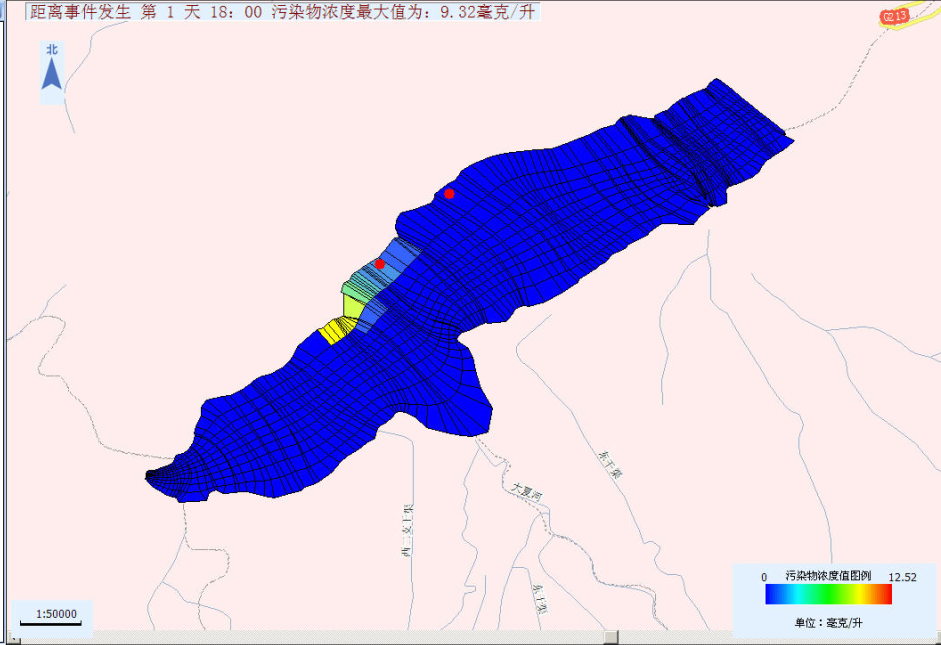 距离事件发生 第 1 天 18：00 污染物浓度最大值为：9.32毫克/升
G213
北
东干渠
大夏河
西二支干渠
东干渠
0 污染物浓度值图例 12.52
单位：毫克/升
1:50000